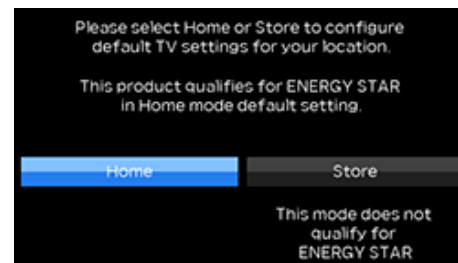 Please select Home or Store to configure
default TV settings for your location.
This product qualifies for ENERGY STAR
in Home mode default setting.
Home
Store
This mode does not
qualify for
ENERGY STAR